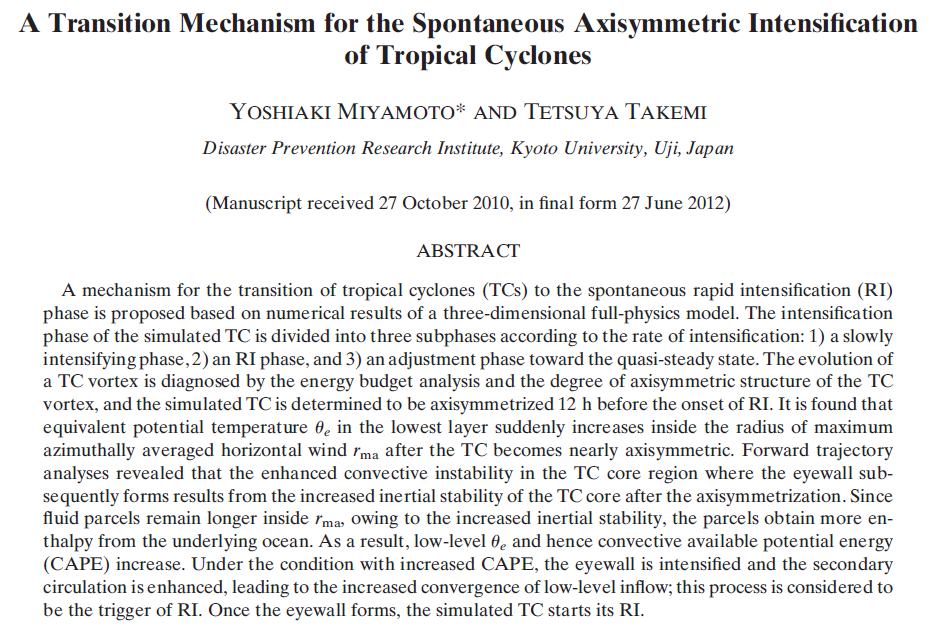 A Transition Mechanism for the Spontaneous Axisymmetric Intensification
of Tropical Cyclones
YOSHIAKI MIYAMOTO* AND TETSUYA TAKEMI
Disaster Prevention Research Institute, Kyoto University, Uji, Japan
(Manuscript received 27 October 2010, in final form 27 June 2012)
ABSTRACT
A mechanism for the transition of tropical cyclones (TCs) to the spontaneous rapid intensification (RI)
phase is proposed based on numerical results of a three-dimensional full-physics model. The intensification
phase of the simulated TC is divided into three subphases according to the rate of intensification: 1) a slowly
intensifying phase, 2) an RI phase, and 3) an adjustment phase toward the quasi-steady state. The evolution of
a TC vortex is diagnosed by the energy budget analysis and the degree of axisymmetric structure of the TC
vortex, and the simulated TC is determined to be axisymmetrized 12 h before the onset of RI. It is found that
equivalent potential temperature θe in the lowest layer suddenly increases inside the radius of maximum
azimuthally averaged horizontal wind rma after the TC becomes nearly axisymmetric. Forward trajectory
analyses revealed that the enhanced convective instability in the TC core region where the eyewall sub-
sequently forms results from the increased inertial stability of the TC core after the axisymmetrization. Since
fluid parcels remain longer inside rma, owing to the increased inertial stability, the parcels obtain more en-
thalpy from the underlying ocean. As a result, low-level θe and hence convective available potential energy
(CAPE) increase. Under the condition with increased CAPE, the eyewall is intensified and the secondary
circulation is enhanced, leading to the increased convergence of low-level inflow; this process is considered to
be the trigger of RI. Once the eyewall forms, the simulated TC starts its RI.